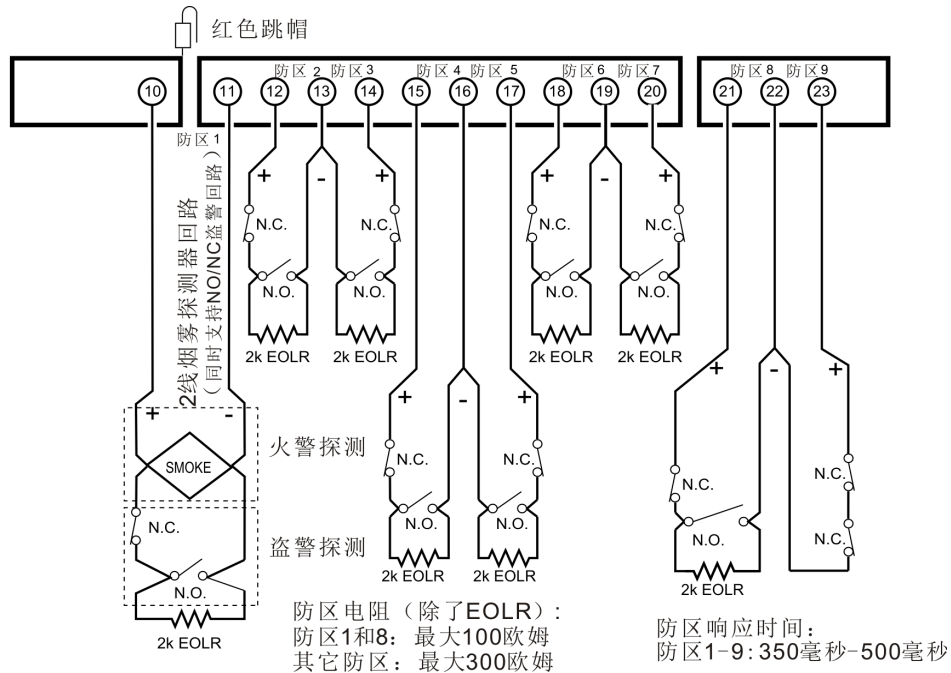 红色跳帽
防区 2 防区 3 防区 4 防区 5 防区 6 防区 7 防区 8 防区 9
10 11 12 13 14 15 16 17 18 19 20 21 22 23
防区 1
2线烟雾探测器回路
（同时支持NO/NC盗警回路）
+ - + + -
N.C. N.C. N.C. N.C.
N.O. N.O. N.O. N.O.
2k EOLR 2k EOLR 2k EOLR 2k EOLR
+ - + + - +
+ -
火警探测
SMOKE
N.C. N.C. N.C. N.C.
N.C.
盗警探测
N.O. N.O. N.O. N.C.
N.O.
2k EOLR 2k EOLR 2k EOLR
2k EOLR
防区电阻（除了EOLR）:
防区1和8：最大100欧姆
其它防区：最大300欧姆
防区响应时间：
防区1-9:350毫秒-500毫秒